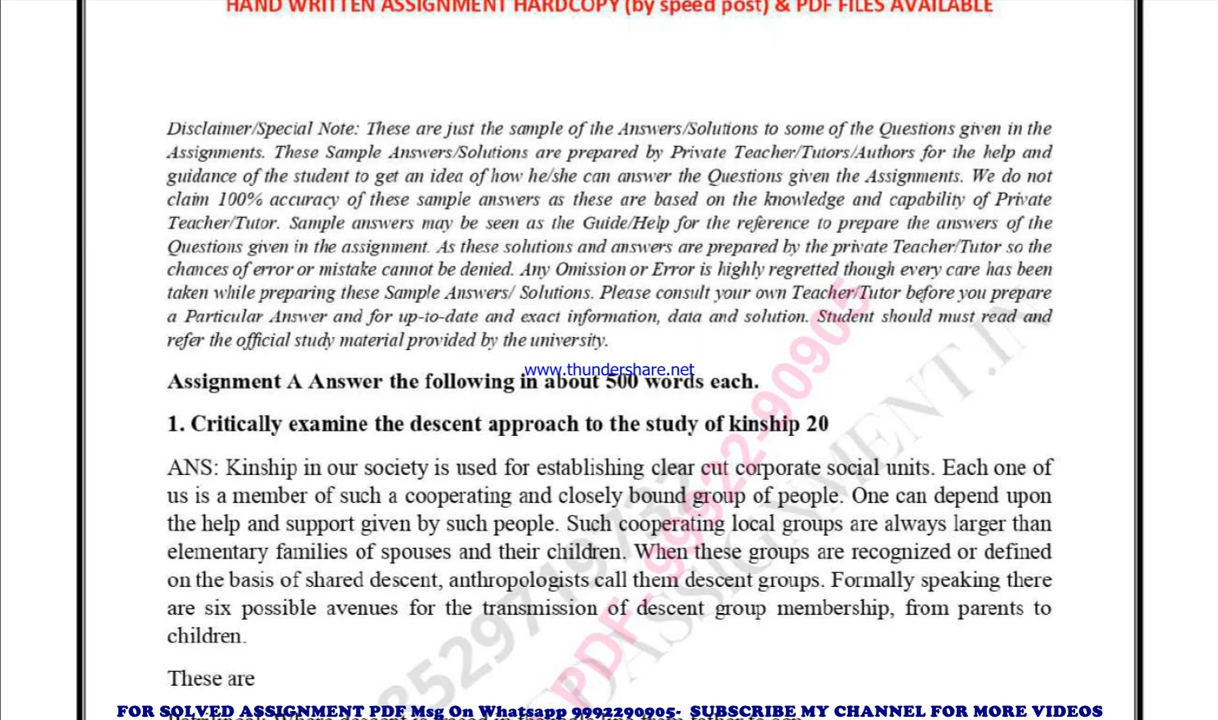 HAND WRITTEN ASSIGNMENT HARDCOPY (by speed post) & PDF FILES AVAILABLE
Disclaimer/Special Note: These are just the sample of the Answers/Solutions to some of the Questions given in the
Assignments. These Sample Answers/Solutions are prepared by Private Teacher/Tutors/Authors for the help and
guidance of the student to get an idea of how he/she can answer the Questions given the Assignments. We do not
claim 100% accuracy of these sample answers as these are based on the knowledge and capability of Private
Teacher/Tutor. Sample answers may be seen as the Guide/Help for the reference to prepare the answers of the
Questions given in the assignment. As these solutions and answers are prepared by the private Teacher/Tutor so the
chances of error or mistake cannot be denied. Any Omission or Error is highly regretted though every care has been
taken while preparing these Sample Answers/ Solutions. Please consult your own Teacher/Tutor before you prepare
a Particular Answer and for up-to-date and exact information, data and solution. Student should must read and
refer the official study material provided by the university.
www.thundershare.net
Assignment A Answer the following in about 500 words each.
1. Critically examine the descent approach to the study of kinship 20
ANS: Kinship in our society is used for establishing clear cut corporate social units. Each one of
us is a member of such a cooperating and closely bound group of people. One can depend upon
the help and support given by such people. Such cooperating local groups are always larger than
elementary families of spouses and their children. When these groups are recognized or defined
on the basis of shared descent, anthropologists call them descent groups. Formally speaking there
are six possible avenues for the transmission of descent group membership, from parents to
children.
These are
FOR SOLVED ASSIGNMENT PDF Msg On Whatsapp 9992290905- SUBSCRIBE MY CHANNEL FOR MORE VIDEOS